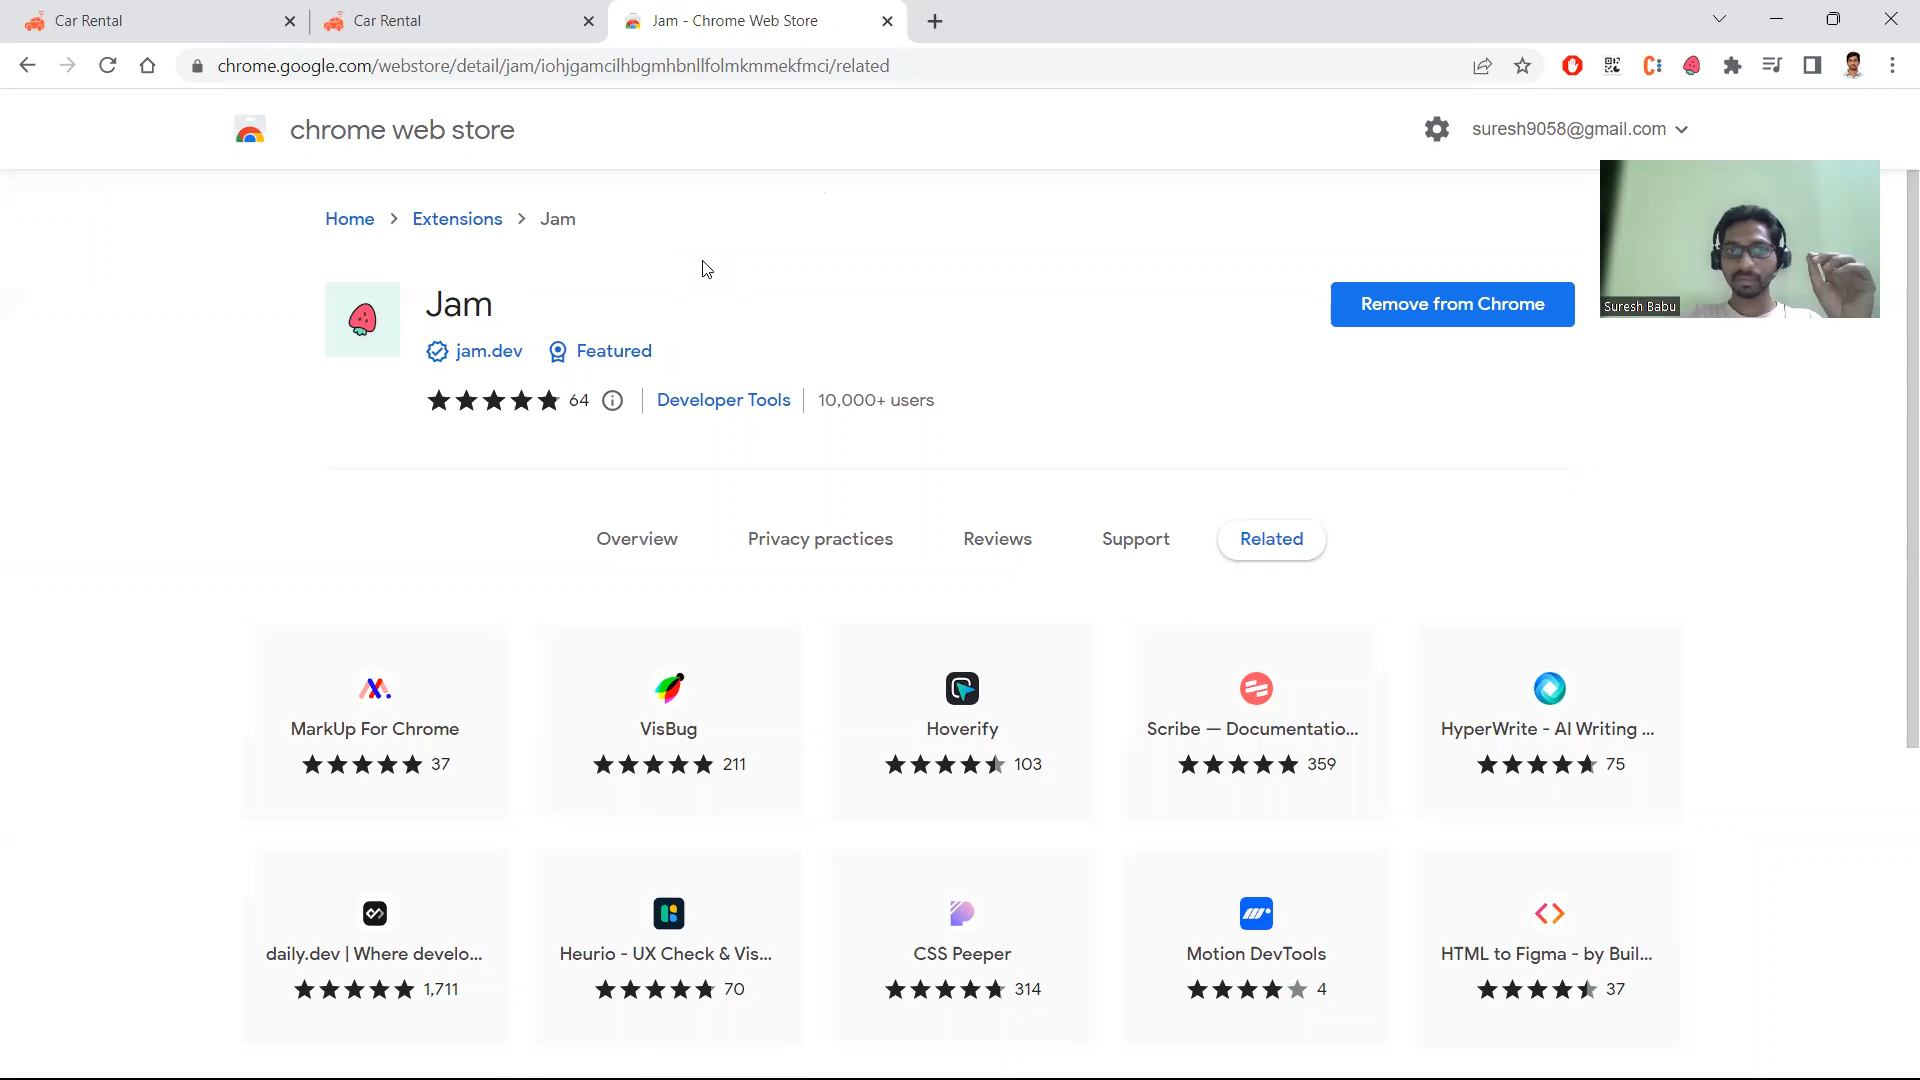 Car Rental
Car Rental
Jam - Chrome Web Store
chrome.google.com/webstore/detail/jam/iohjgamcilhbgmhbnllfolmkmmekfmci/related
chrome web store
suresh9058@gmail.com
Home > Extensions > Jam
Jam
Remove from Chrome
Suresh Babu
jam.dev Featured
64 Developer Tools 10,000+ users
Overview Privacy practices Reviews Support Related
MarkUp For Chrome
37
VisBug
211
Hoverify
103
Scribe — Documentatio...
359
HyperWrite - AI Writing ...
75
daily.dev | Where develo...
1,711
Heurio - UX Check & Vis...
70
CSS Peeper
314
Motion DevTools
4
HTML to Figma - by Buil...
37